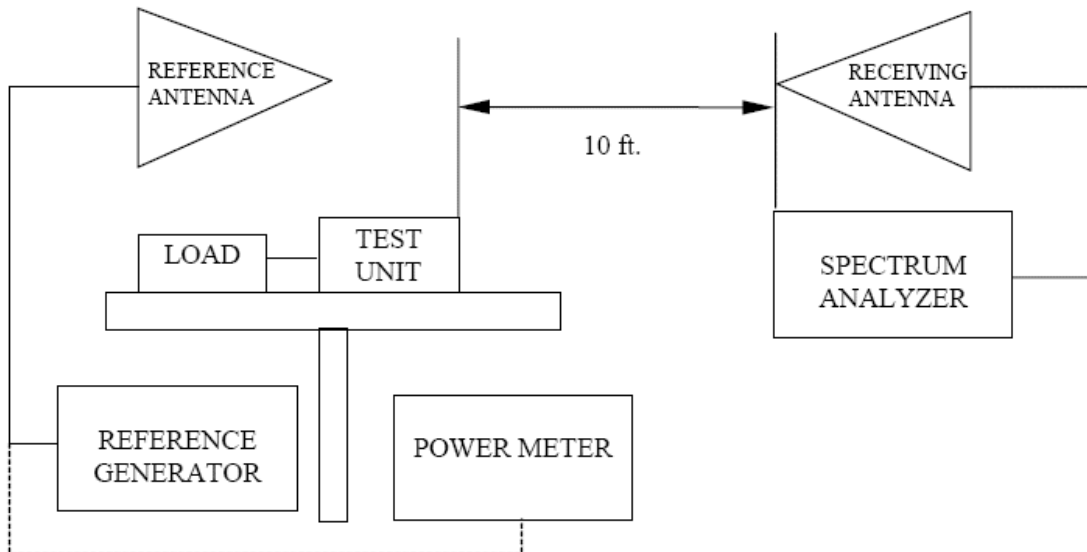 REFERENCE
ANTENNA
RECEIVING
ANTENNA
10 ft.
LOAD
TEST
UNIT
SPECTRUM
ANALYZER
REFERENCE
GENERATOR
POWER METER